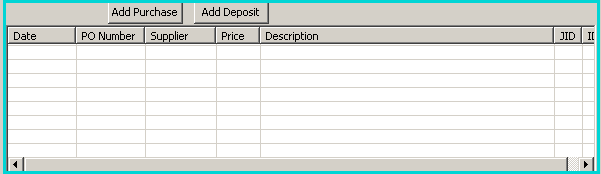 Add Purchase Add Deposit
Date PO Number Supplier Price Description JID